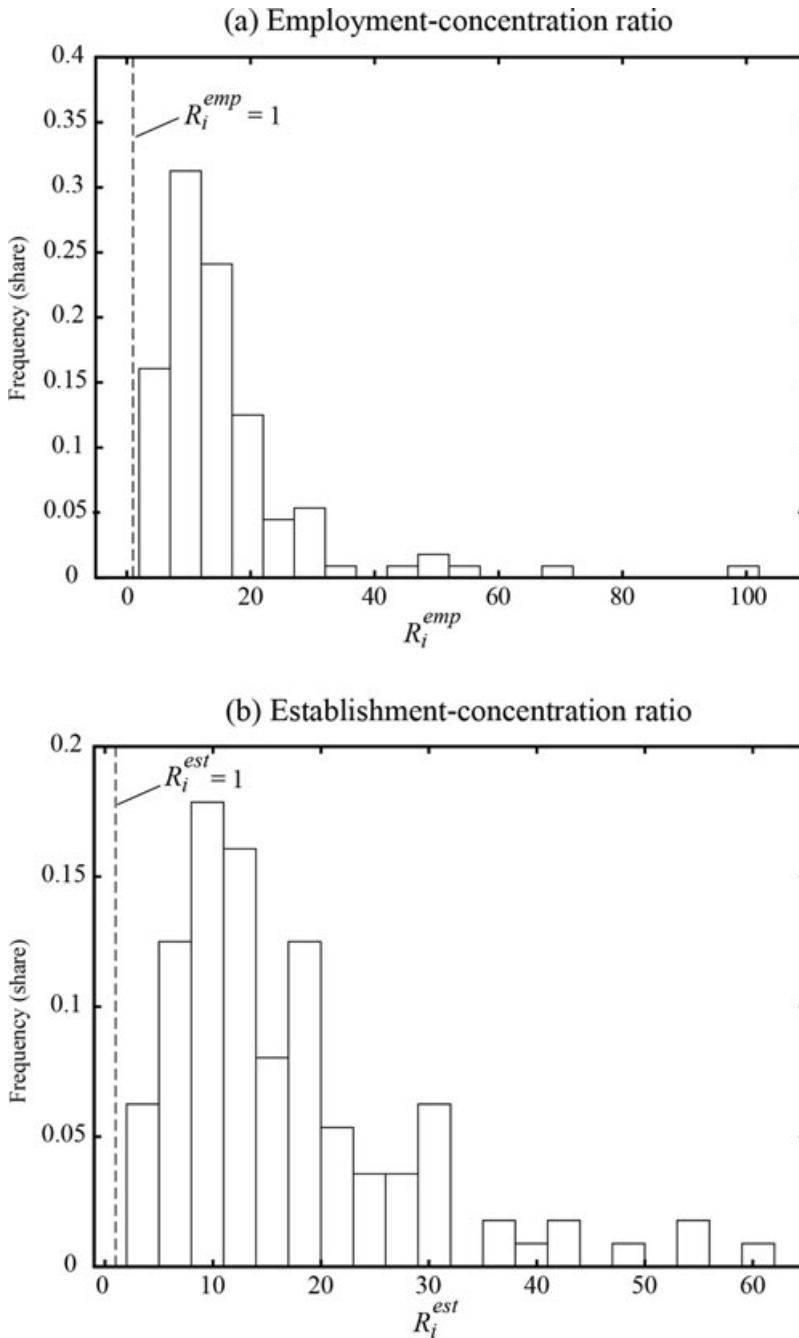 (a) Employment-concentration ratio
0.4
0.35
0.3
0.25
0.2
0.15
0.1
0.05
0
Frequency (share)
R_i^{emp} = 1
0 20 40 60 80 100
R_i^{emp}
(b) Establishment-concentration ratio
0.2
0.15
0.1
0.05
0
Frequency (share)
R_i^{est} = 1
0 10 20 30 40 50 60
R_i^{est}